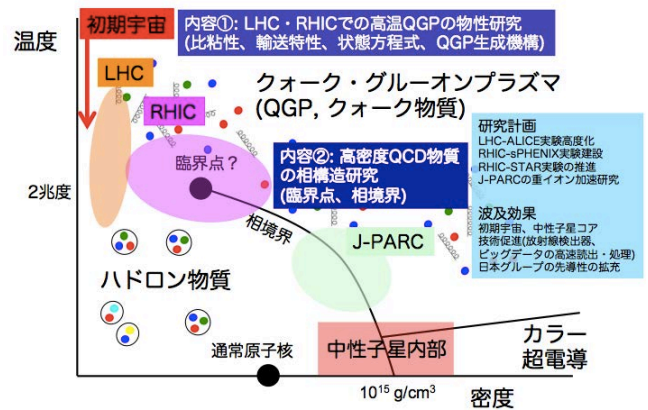 温度
初期宇宙
内容①: LHC・RHICでの高温QGPの物性研究
(比粘性、輸送特性、状態方程式、QGP生成機構)
LHC
RHIC
クォーク・グルーオンプラズマ
(QGP, クォーク物質)
臨界点？
2兆度
内容②: 高密度QCD物質
の相構造研究
(臨界点、相境界)
研究計画
LHC-ALICE実験高度化
RHIC-sPHENIX実験建設
RHIC-STAR実験の推進
J-PARCの重イオン加速研究
波及効果
初期宇宙、中性子星コア
技術促進(放射線検出器、
ビッグデータの高速読出・処理)
日本グループの先導性の拡充
相境界
J-PARC
ハドロン物質
通常原子核
中性子星内部
カラー
超電導
10¹⁵ g/cm³
密度